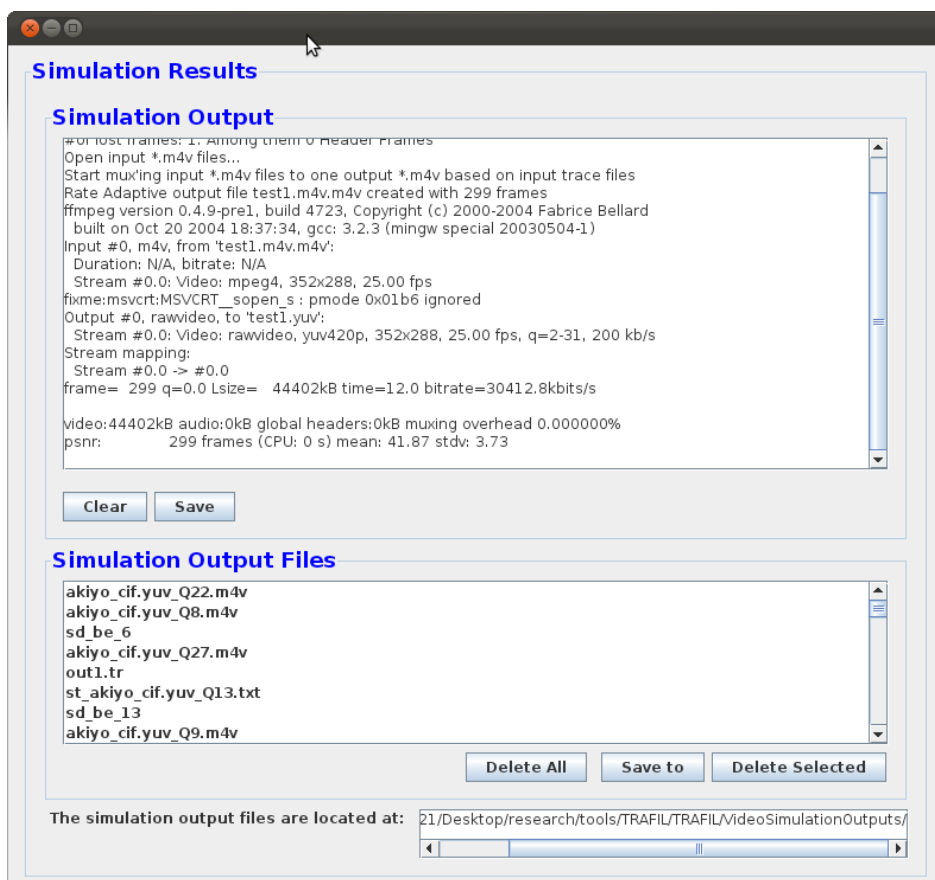 Simulation Results
Simulation Output
#of lost frames: 1. Among them 0 Header Frames
Open input *.m4v files...
Start mux'ing input *.m4v files to one output *.m4v based on input trace files
Rate Adaptive output file test1.m4v.m4v created with 299 frames
ffmpeg version 0.4.9-pre1, build 4723, Copyright (c) 2000-2004 Fabrice Bellard
built on Oct 20 2004 18:37:34, gcc: 3.2.3 (mingw special 20030504-1)
Input #0, m4v, from 'test1.m4v.m4v':
Duration: N/A, bitrate: N/A
Stream #0.0: Video: mpeg4, 352x288, 25.00 fps
fixme:msvcrt:MSVCRT__sopen_s : pmode 0x01b6 ignored
Output #0, rawvideo, to 'test1.yuv':
Stream #0.0: Video: rawvideo, yuv420p, 352x288, 25.00 fps, q=2-31, 200 kb/s
Stream mapping:
Stream #0.0 -> #0.0
frame= 299 q=0.0 Lsize= 44402kB time=12.0 bitrate=30412.8kbits/s
video:44402kB audio:0kB global headers:0kB muxing overhead 0.000000%
psnr: 299 frames (CPU: 0 s) mean: 41.87 stdv: 3.73
Clear Save
Simulation Output Files
akiyo_cif.yuv_Q22.m4v
akiyo_cif.yuv_Q8.m4v
sd_be_6
akiyo_cif.yuv_Q27.m4v
out1.tr
st_akiyo_cif.yuv_Q13.txt
sd_be_13
akiyo_cif.yuv_Q9.m4v
Delete All Save to Delete Selected
The simulation output files are located at: 21/Desktop/research/tools/TRAFIL/TRAFIL/VideoSimulationOutputs/